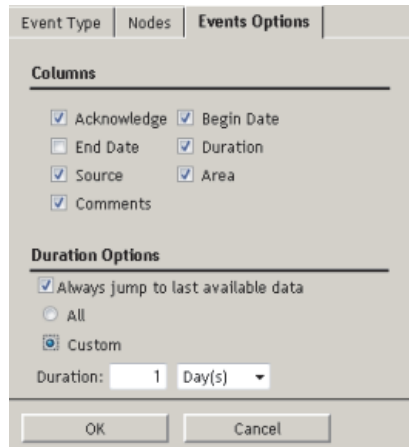 Event Type Nodes Events Options
Columns
Acknowledge Begin Date
End Date Duration
Source Area
Comments
Duration Options
Always jump to last available data
All
Custom
Duration: 1 Day(s)
OK Cancel